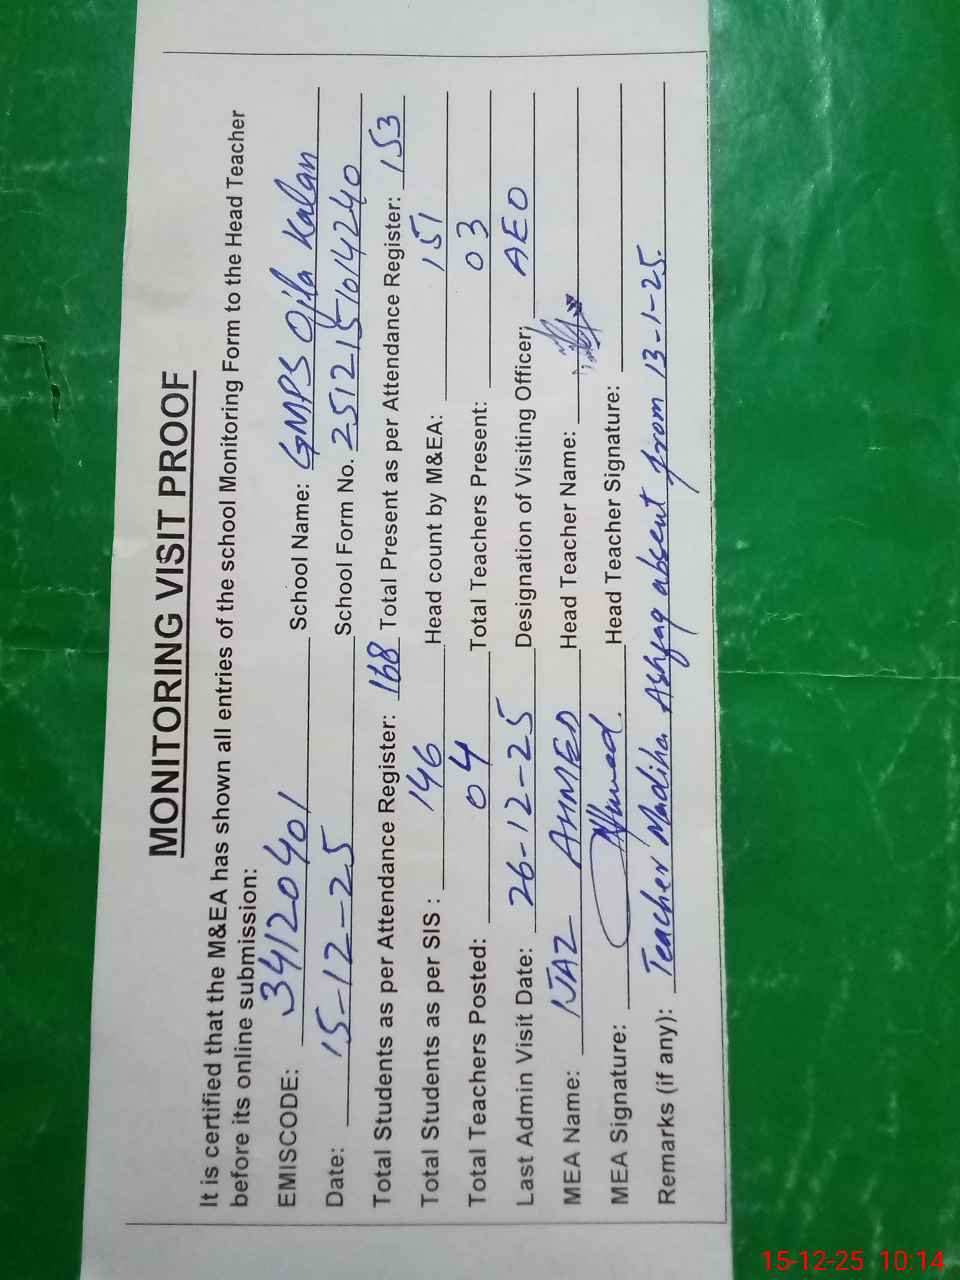 MONITORING VISIT PROOF
It is certified that the M&EA has shown all entries of the school Monitoring Form to the Head Teacher
before its online submission:
EMISCODE: 34120401 School Name: GMPS Ojla Kalan
Date: 15-12-25 School Form No. 2512151014240
Total Students as per Attendance Register: 168 Total Present as per Attendance Register: 153
Total Students as per SIS : 146 Head count by M&EA: 151
Total Teachers Posted: 04 Total Teachers Present: 03
Last Admin Visit Date: 26-12-25 Designation of Visiting Officer: AEO
MEA Name: IJAZ AHMED Head Teacher Name:
MEA Signature: Ahmad. Head Teacher Signature:
Remarks (if any): Teacher Madiha Ashfaq absent from 13-1-25.
15-12-25 10:14